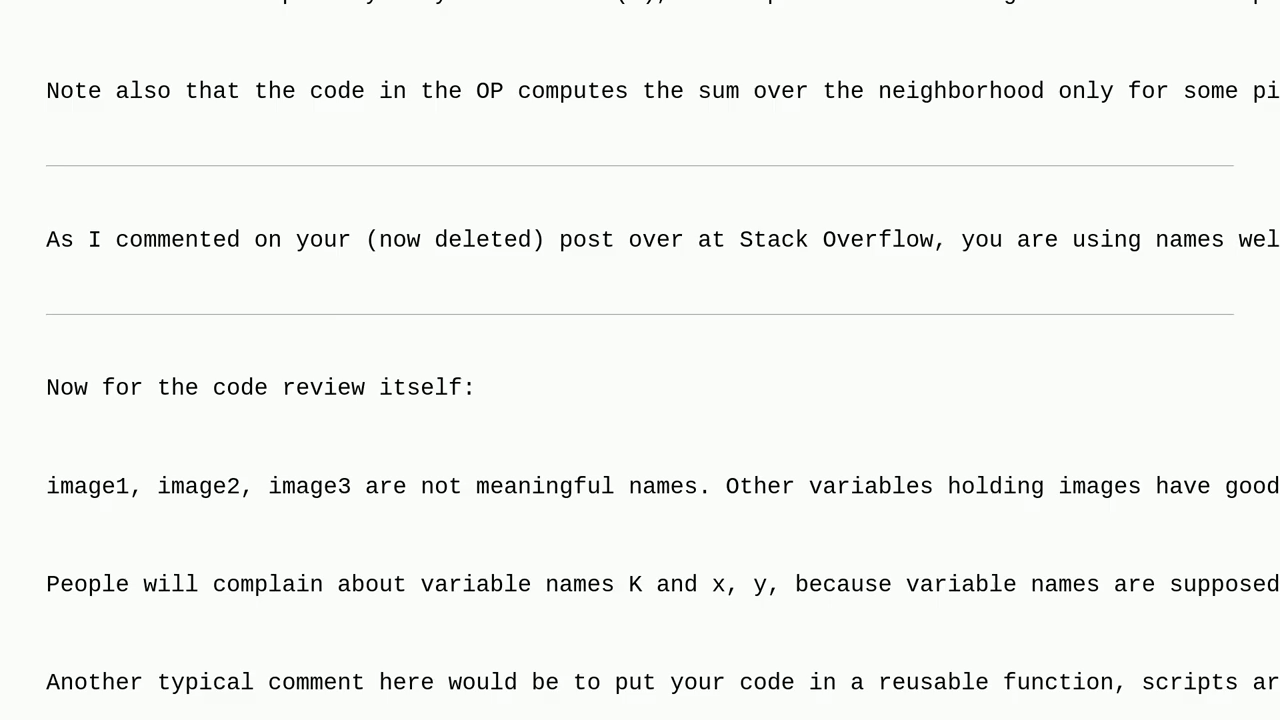 Note also that the code in the OP computes the sum over the neighborhood only for some pi
As I commented on your (now deleted) post over at Stack Overflow, you are using names wel
Now for the code review itself:
image1, image2, image3 are not meaningful names. Other variables holding images have good
People will complain about variable names K and x, y, because variable names are supposed
Another typical comment here would be to put your code in a reusable function, scripts ar